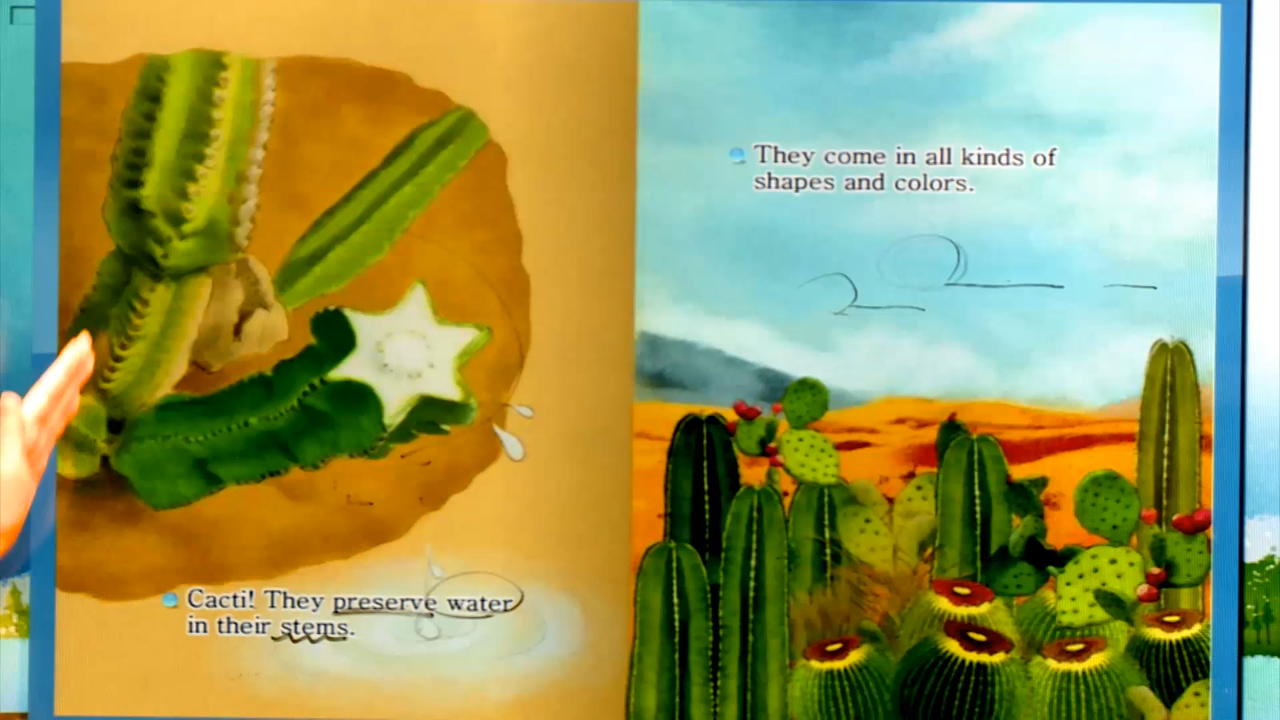 Cacti! They preserve water
in their stems.
They come in all kinds of
shapes and colors.